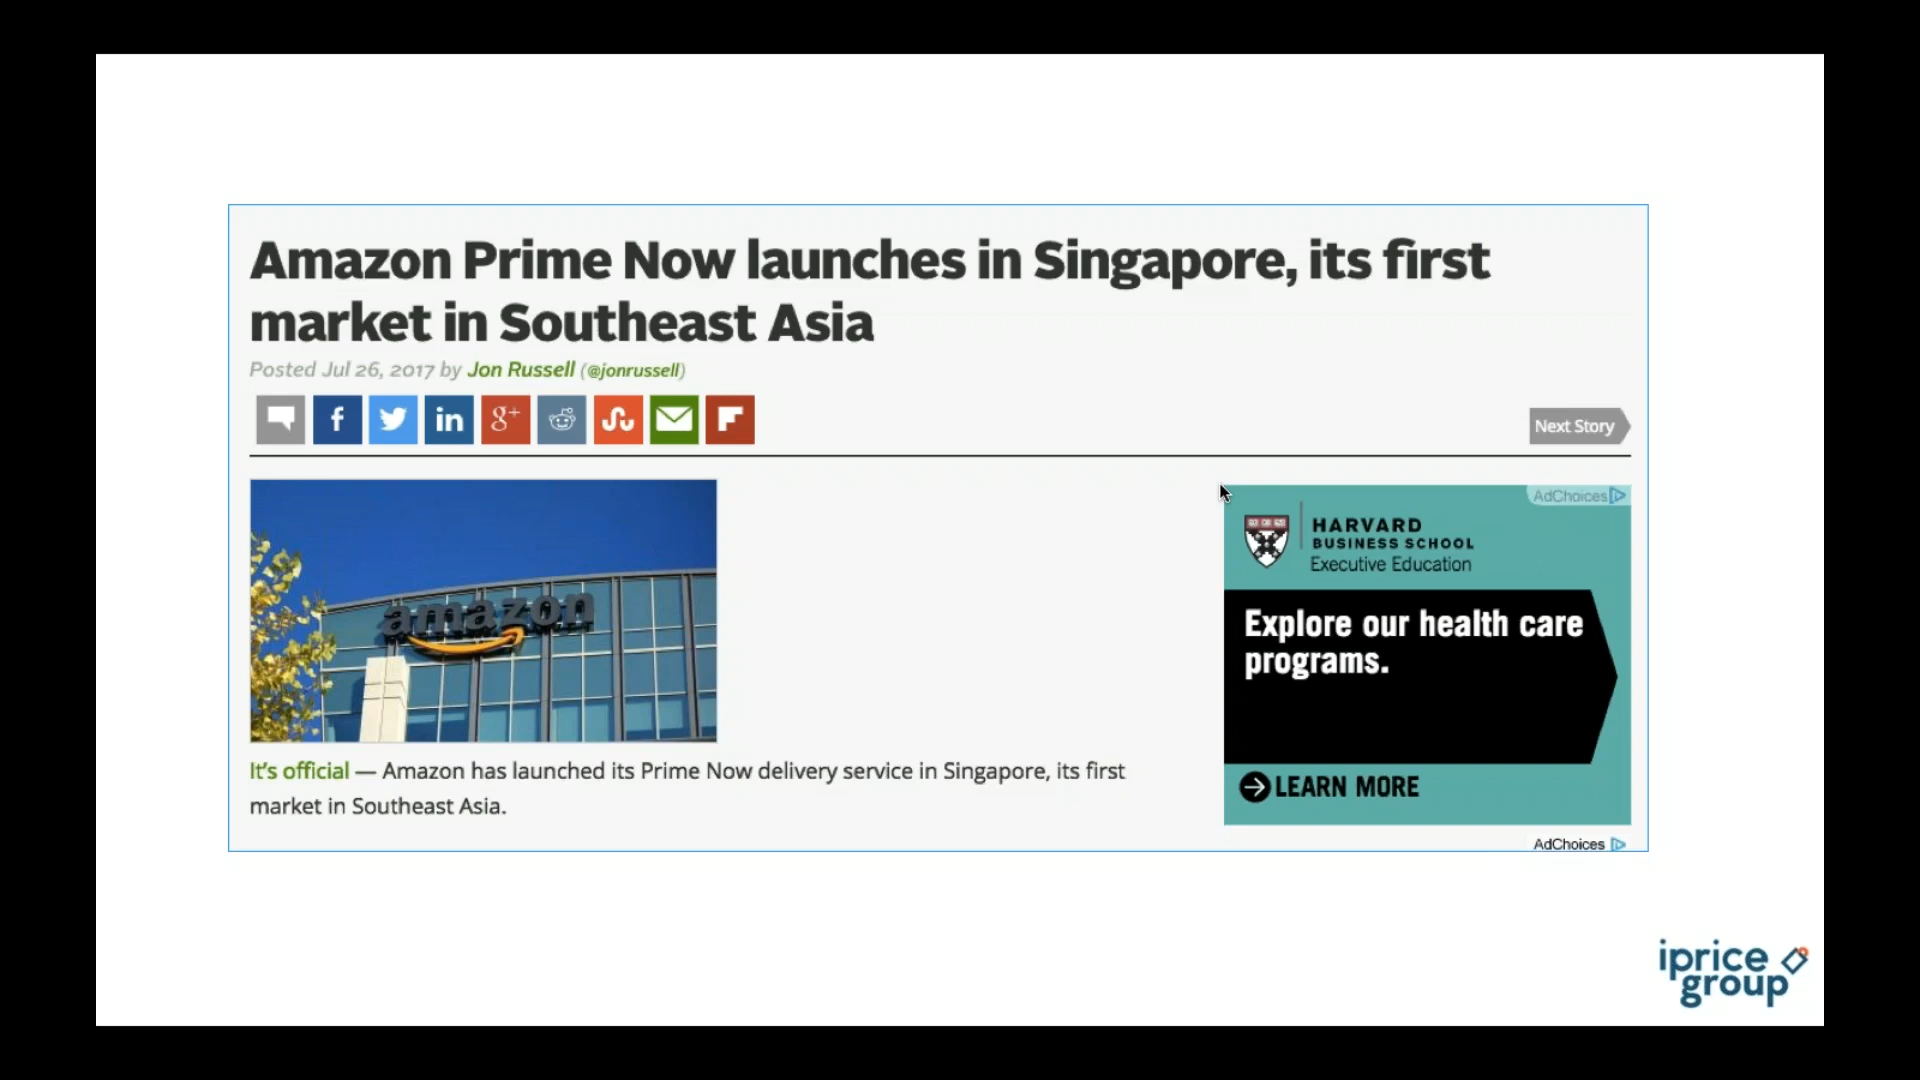 Amazon Prime Now launches in Singapore, its first
market in Southeast Asia
Posted Jul 26, 2017 by Jon Russell (@jonrussell)
f in g+
Next Story
amazon
AdChoices
HARVARD
BUSINESS SCHOOL
Executive Education
Explore our health care
programs.
LEARN MORE
It's official — Amazon has launched its Prime Now delivery service in Singapore, its first
market in Southeast Asia.
AdChoices
iprice
group